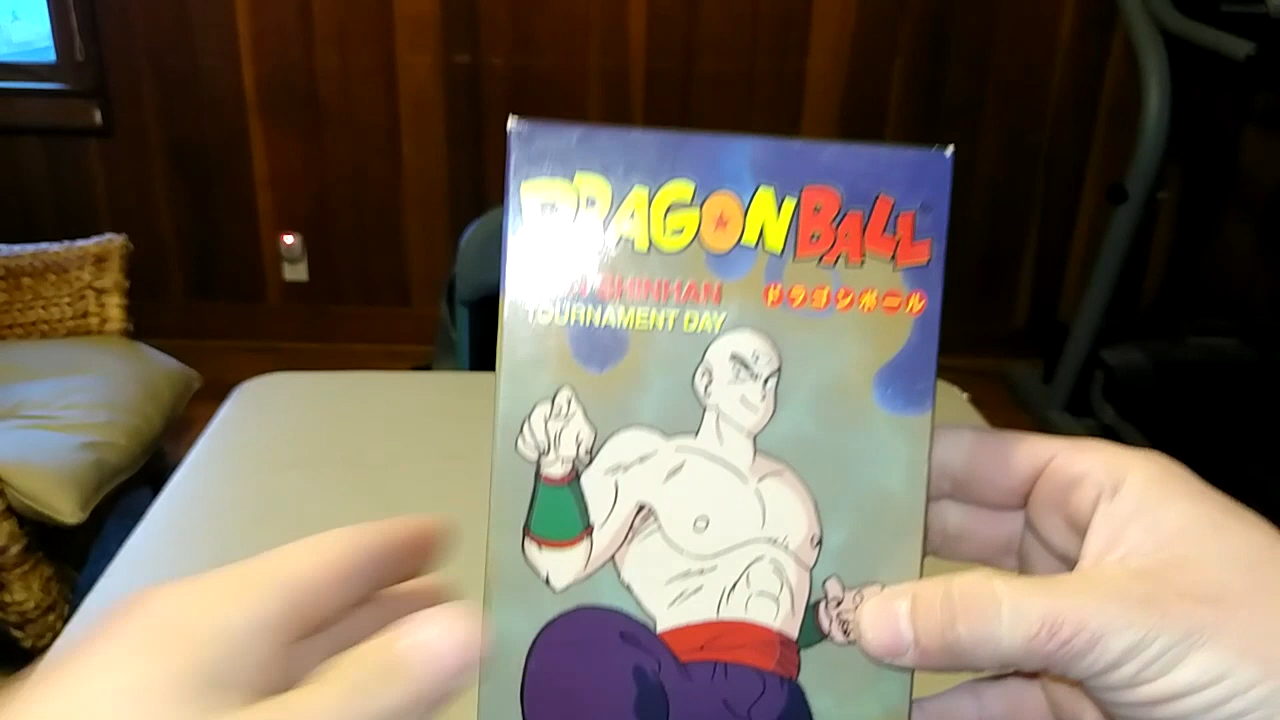 DRAGON BALL
SHINHAN
ドラゴンボール
TOURNAMENT DAY